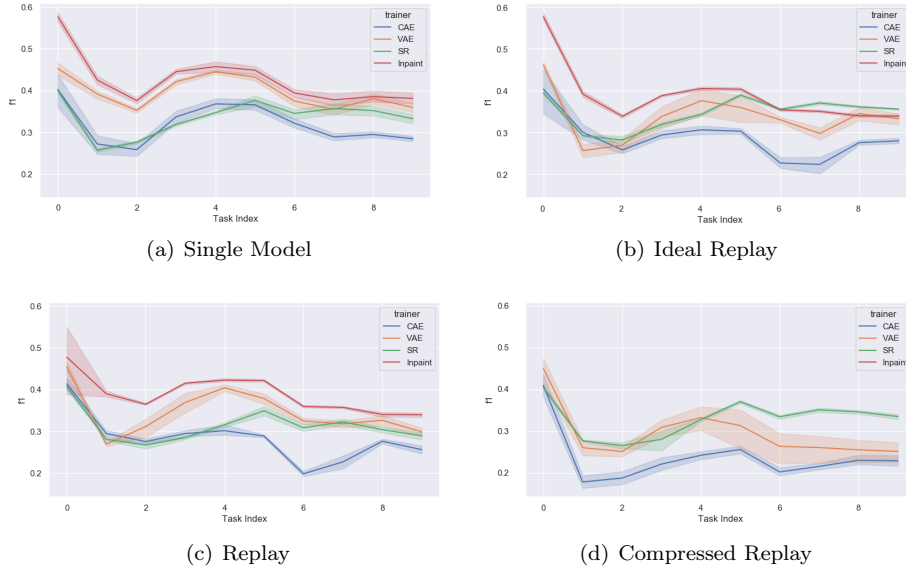 trainer
CAE
VAE
SR
Inpaint
0.6
0.5
0.4
0.3
0.2
f1
0 2 4 6 8
Task Index
(a) Single Model
trainer
CAE
VAE
SR
Inpaint
0.6
0.5
0.4
0.3
0.2
f1
0 2 4 6 8
Task Index
(b) Ideal Replay
trainer
CAE
VAE
SR
Inpaint
0.6
0.5
0.4
0.3
0.2
f1
0 2 4 6 8
Task Index
(c) Replay
trainer
CAE
VAE
SR
Inpaint
0.6
0.5
0.4
0.3
0.2
f1
0 2 4 6 8
Task Index
(d) Compressed Replay